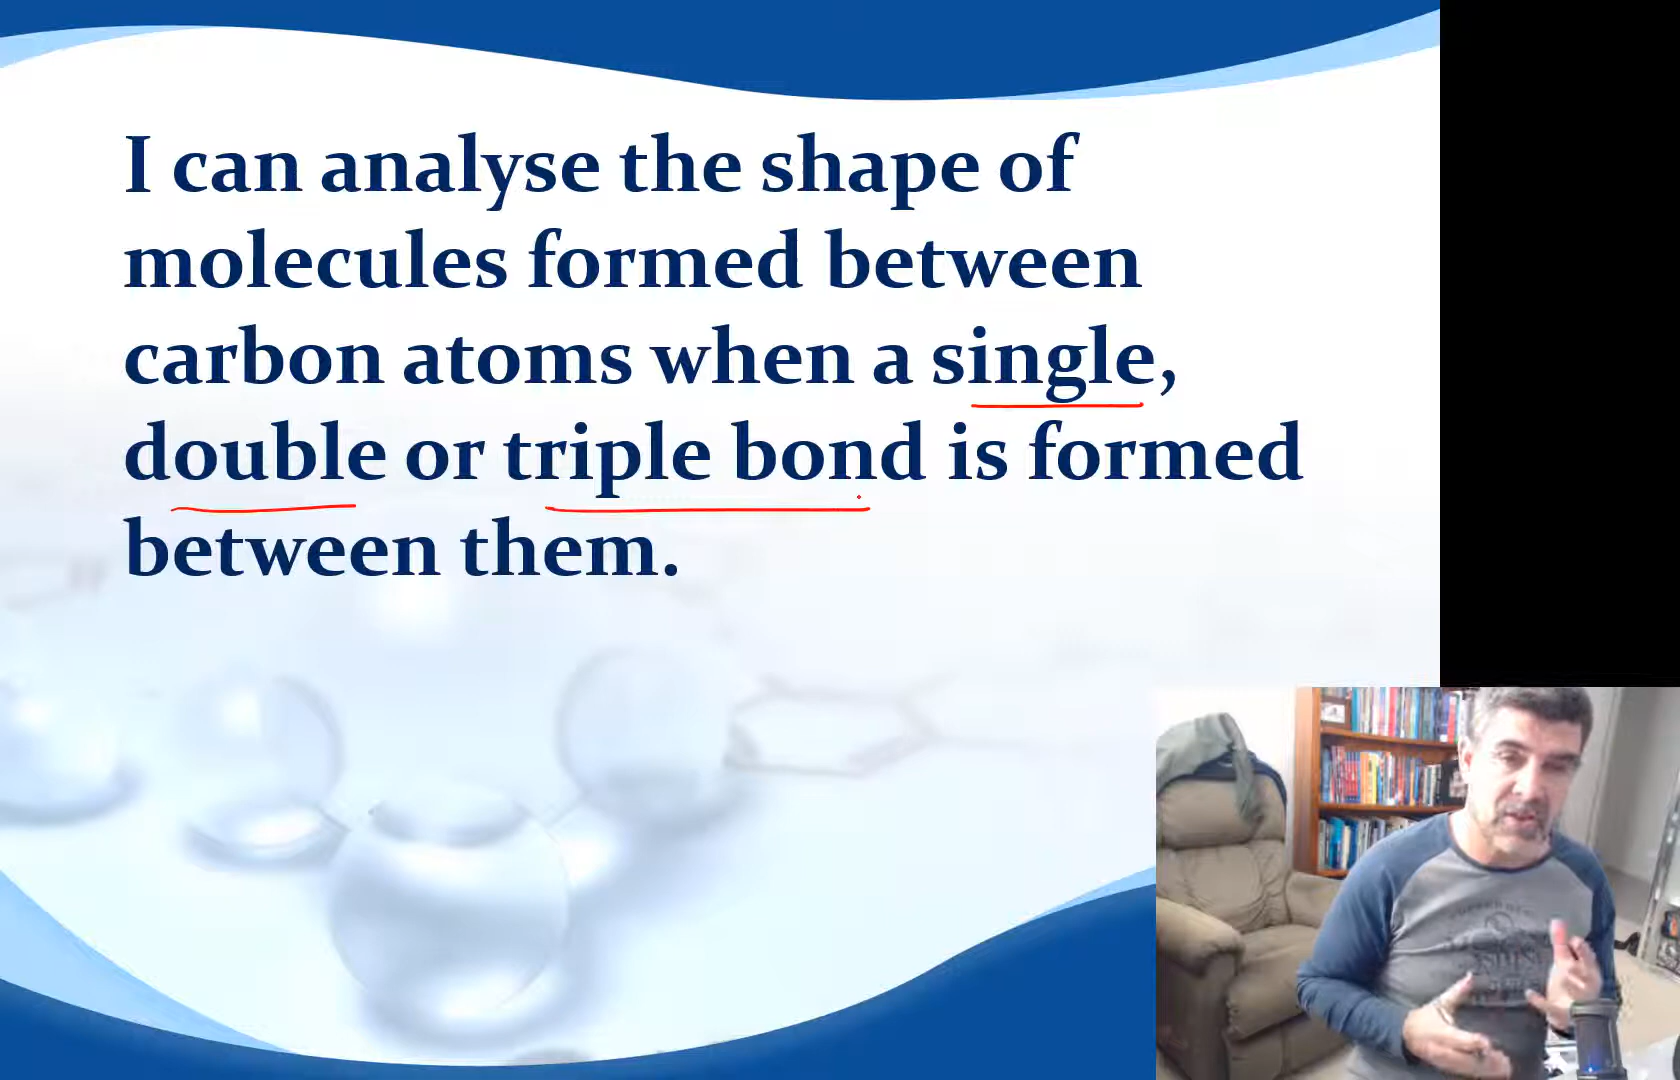 I can analyse the shape of
molecules formed between
carbon atoms when a single,
double or triple bond is formed
between them.